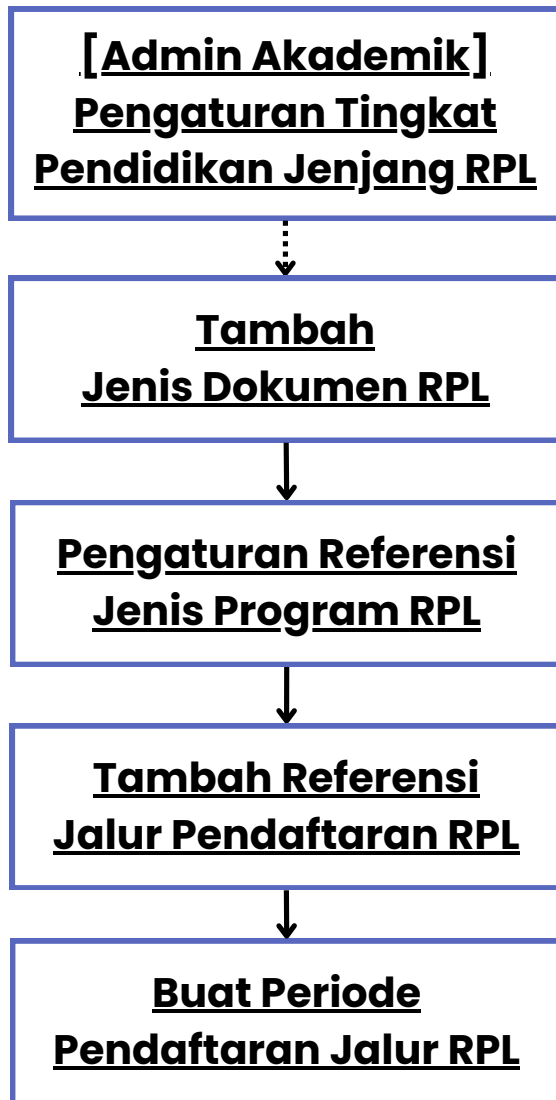 [Admin Akademik]
Pengaturan Tingkat
Pendidikan Jenjang RPL
Tambah
Jenis Dokumen RPL
Pengaturan Referensi
Jenis Program RPL
Tambah Referensi
Jalur Pendaftaran RPL
Buat Periode
Pendaftaran Jalur RPL